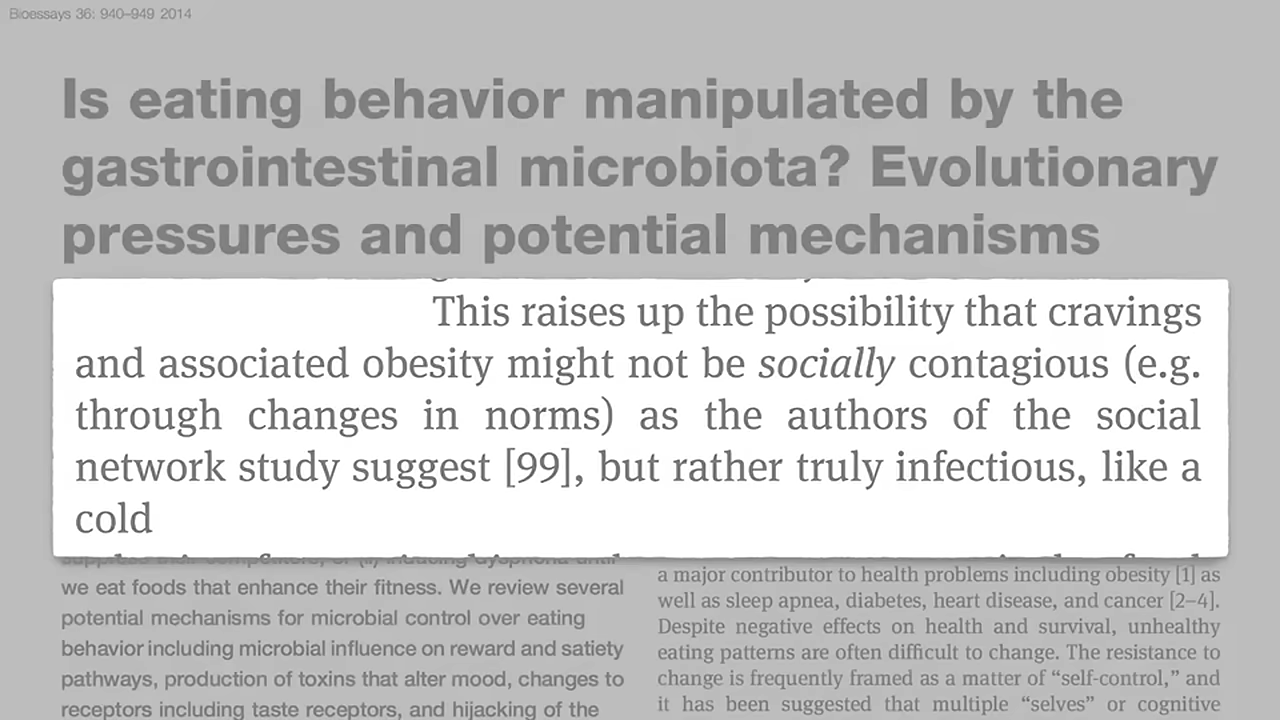 Bioessays 36: 940–949 2014
Is eating behavior manipulated by the
gastrointestinal microbiota? Evolutionary
pressures and potential mechanisms
This raises up the possibility that cravings
and associated obesity might not be socially contagious (e.g.
through changes in norms) as the authors of the social
network study suggest [99], but rather truly infectious, like a
cold
we eat foods that enhance their fitness. We review several
potential mechanisms for microbial control over eating
behavior including microbial influence on reward and satiety
pathways, production of toxins that alter mood, changes to
receptors including taste receptors, and hijacking of the
a major contributor to health problems including obesity [1] as
well as sleep apnea, diabetes, heart disease, and cancer [2–4].
Despite negative effects on health and survival, unhealthy
eating patterns are often difficult to change. The resistance to
change is frequently framed as a matter of “self-control,” and
it has been suggested that multiple “selves” or cognitive